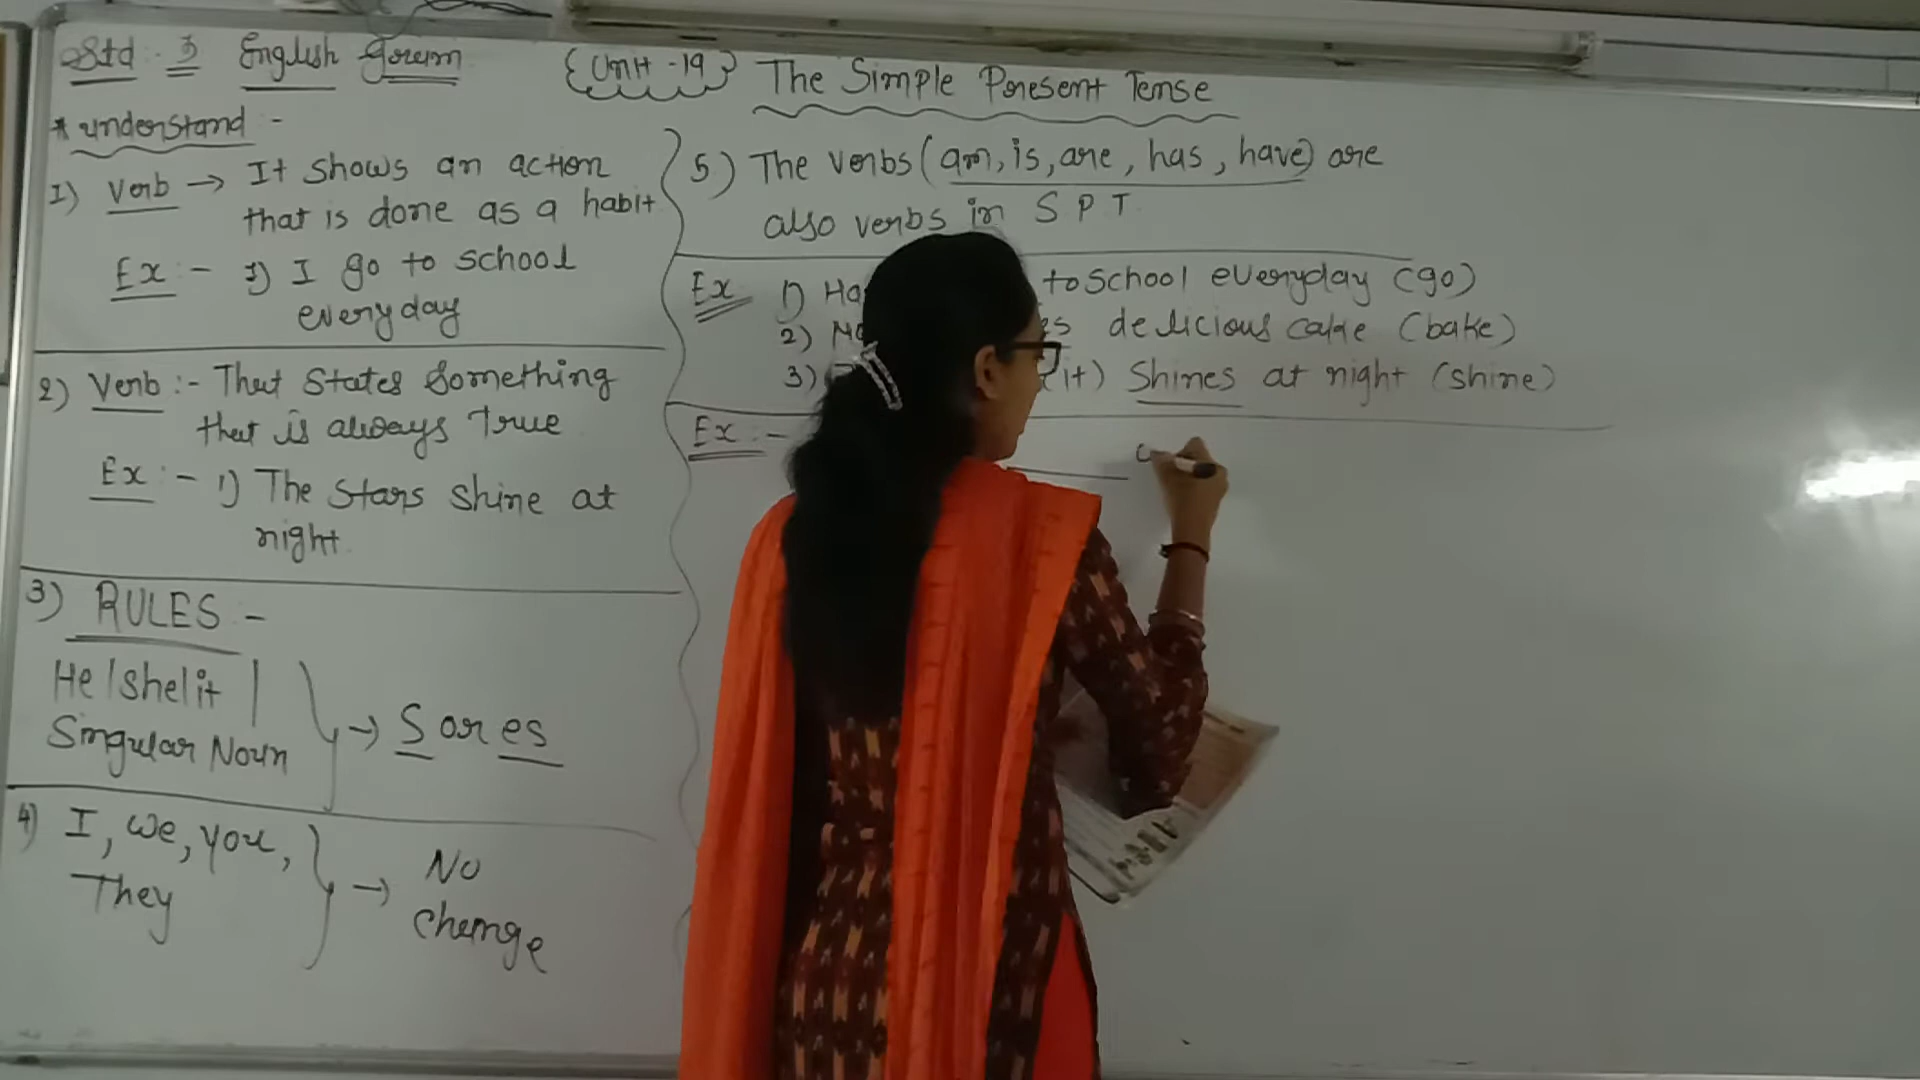 Std :- 3 English Gram
{Unit - 19} The Simple Present Tense
* understand :-
1) Verb → It shows an action
that is done as a habit
Ex :- 1) I go to school
everyday
2) Verb :- That States Something
that is always True
Ex :- 1) The Stars shine at
night.
3) RULES :-
He/she/it/
Singular Noun → S or es
4) I, we, you,
They → No
change
5) The verbs (am, is, are, has, have) are
also verbs in S P T
Ex 1) to School everyday (go)
2) es delicious cake (bake)
3) (it) Shines at night (shine)
Ex :-